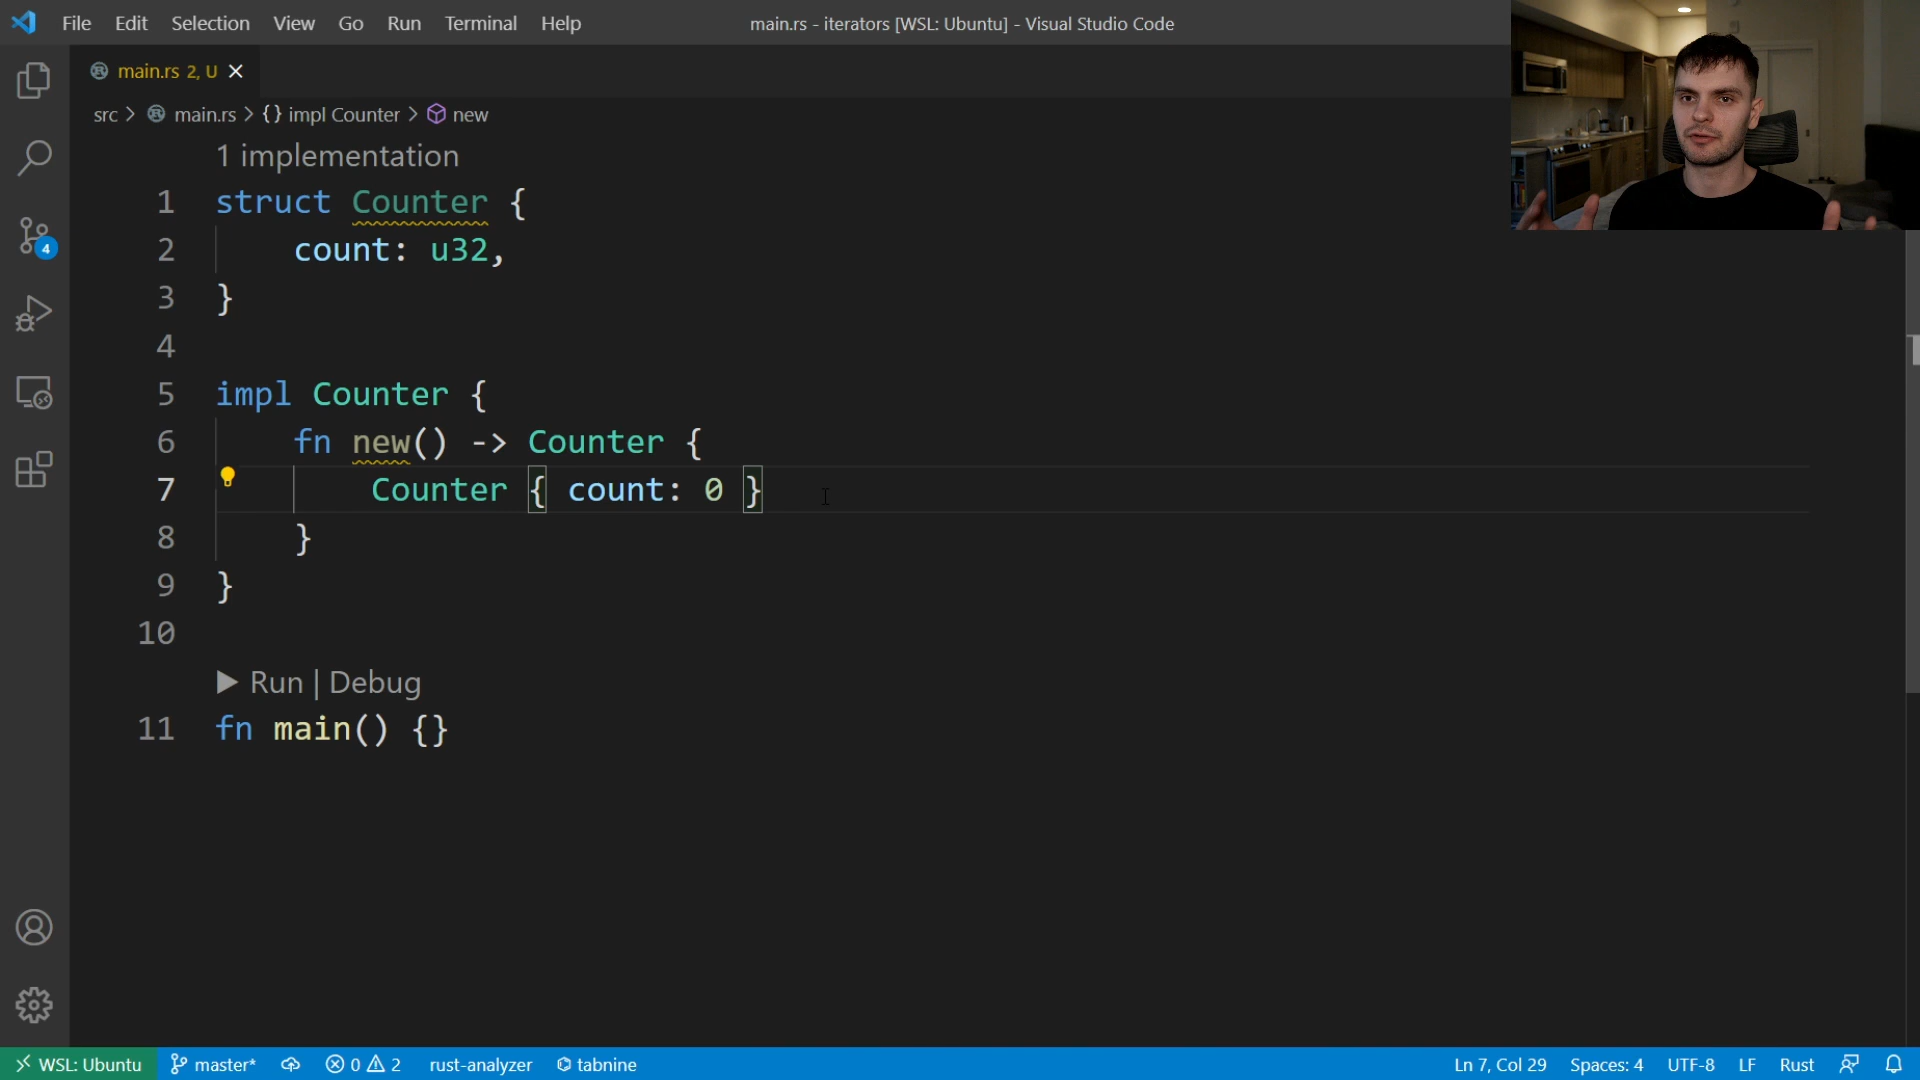 File Edit Selection View Go Run Terminal Help
main.rs - iterators [WSL: Ubuntu] - Visual Studio Code
main.rs 2, U
src > main.rs > {} impl Counter > new
1 implementation
1 struct Counter {
2 count: u32,
3 }
4
5 impl Counter {
6 fn new() -> Counter {
7 Counter { count: 0 }
8 }
9 }
10
Run | Debug
11 fn main() {}
4
WSL: Ubuntu master* 0 2 rust-analyzer tabnine Ln 7, Col 29 Spaces: 4 UTF-8 LF Rust